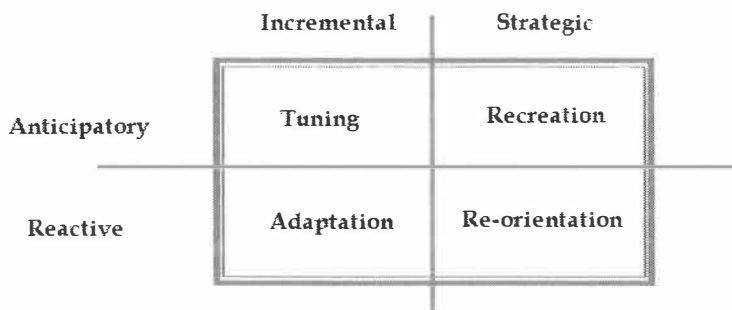 Incremental Strategic
Anticipatory Tuning Recreation
Reactive Adaptation Re-orientation